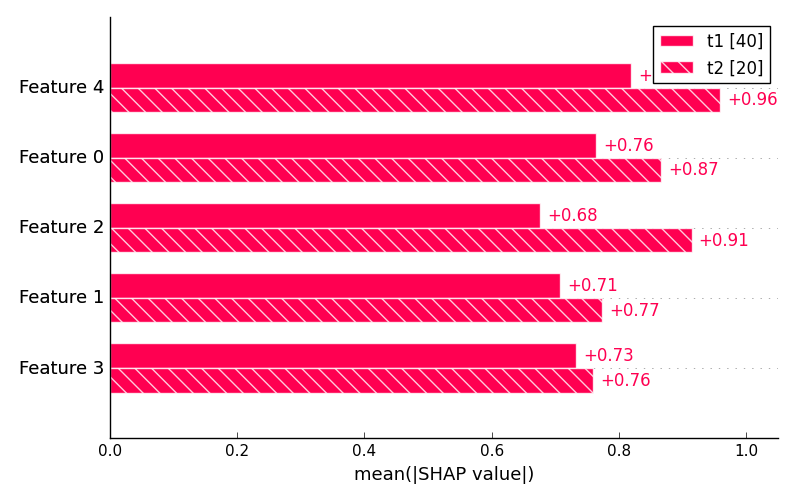 t1 [40]
t2 [20]
Feature 4
+
+0.96
Feature 0
+0.76
+0.87
Feature 2
+0.68
+0.91
Feature 1
+0.71
+0.77
Feature 3
+0.73
+0.76
0.0 0.2 0.4 0.6 0.8 1.0
mean(|SHAP value|)